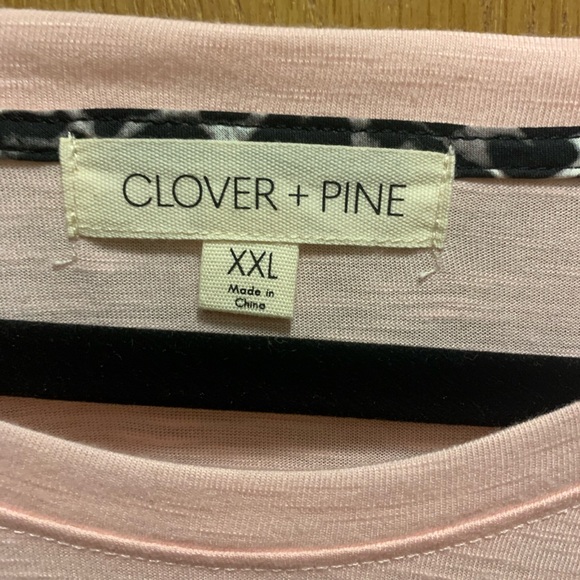 CLOVER + PINE
XXL
Made in
China